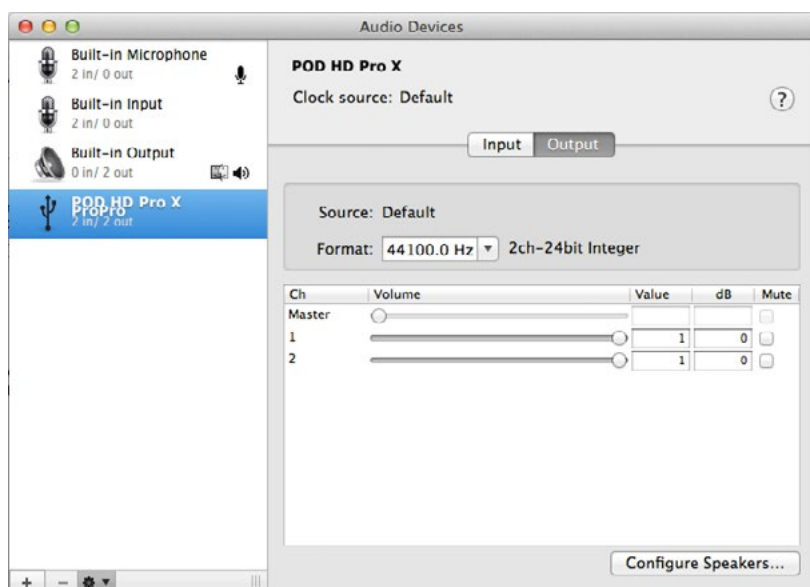 Audio Devices
Built-in Microphone
2 in/ 0 out
Built-in Input
2 in/ 0 out
Built-in Output
0 in/ 2 out
POD HD Pro X
ProPro
2 in/ 2 out
POD HD Pro X
Clock source: Default
?
Input Output
Source: Default
Format: 44100.0 Hz 2ch-24bit Integer
Ch Volume Value dB Mute
Master
1 1 0
2 1 0
Configure Speakers...
+ −